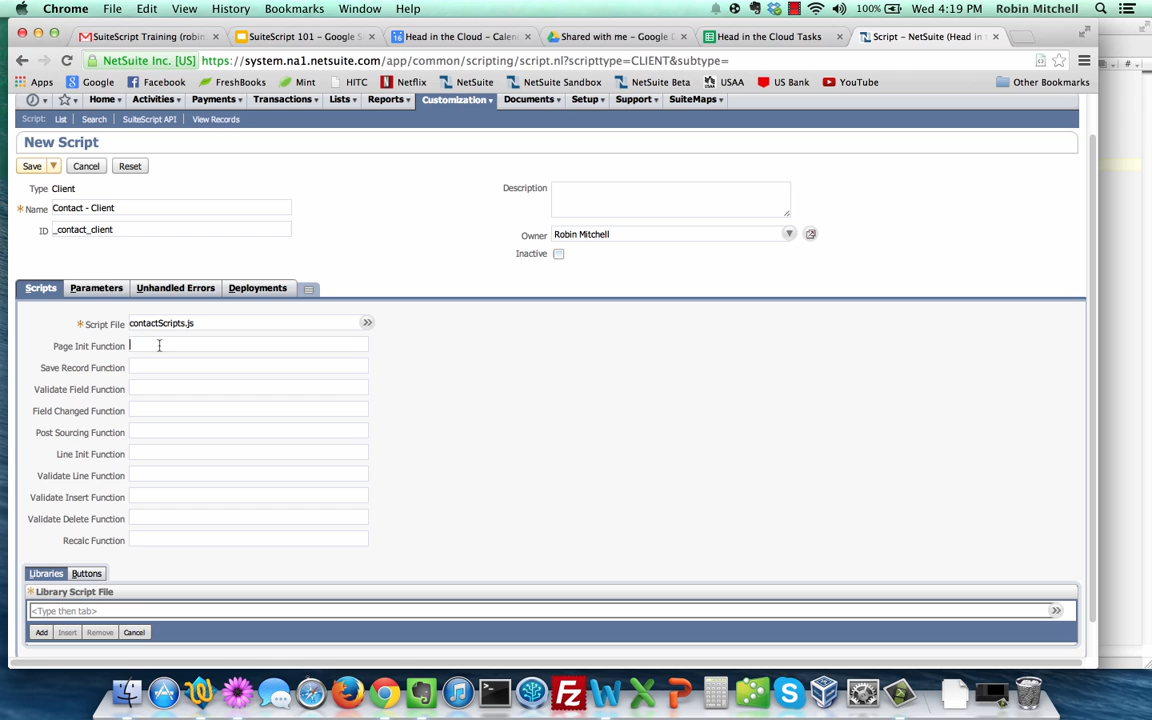 Chrome File Edit View History Bookmarks Window Help 100% Wed 4:19 PM Robin Mitchell
SuiteScript Training (robin. × SuiteScript 101 - Google S × Head in the Cloud - Calen × Shared with me - Google D × Head in the Cloud Tasks × Script - NetSuite (Head in ×
NetSuite Inc. [US] https://system.na1.netsuite.com/app/common/scripting/script.nl?scripttype=CLIENT&subtype=
Apps Google Facebook FreshBooks Mint HITC Netflix NetSuite NetSuite Sandbox NetSuite Beta USAA US Bank YouTube Other Bookmarks
Home Activities Payments Transactions Lists Reports Customization Documents Setup Support SuiteMaps
Script: List Search SuiteScript API View Records
New Script
Save Cancel Reset
Type Client
Description
* Name Contact - Client
ID _contact_client
Owner Robin Mitchell
Inactive
Scripts Parameters Unhandled Errors Deployments
* Script File contactScripts.js
Page Init Function
Save Record Function
Validate Field Function
Field Changed Function
Post Sourcing Function
Line Init Function
Validate Line Function
Validate Insert Function
Validate Delete Function
Recalc Function
Libraries Buttons
* Library Script File
<Type then tab>
Add Insert Remove Cancel